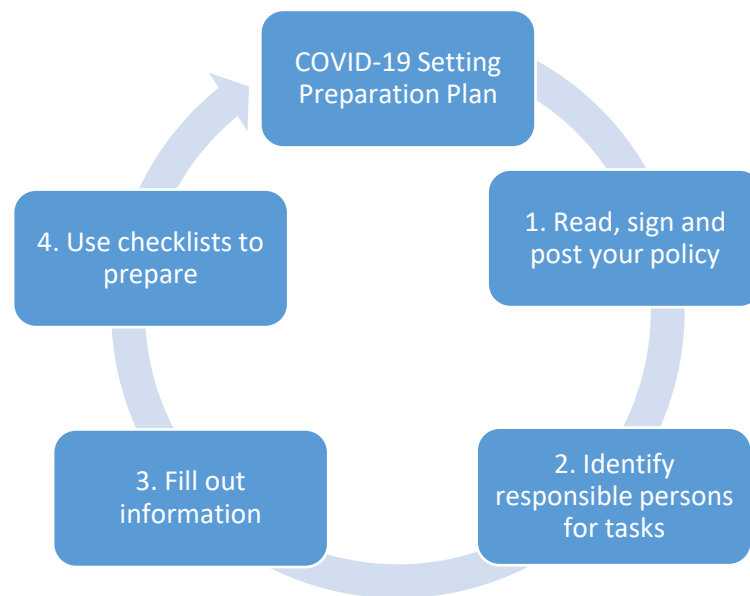 COVID-19 Setting
Preparation Plan
1. Read, sign and
post your policy
2. Identify
responsible persons
for tasks
3. Fill out
information
4. Use checklists to
prepare